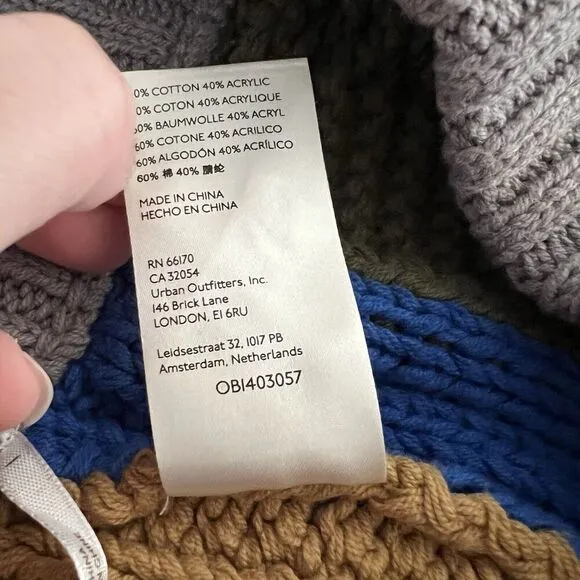 0% COTTON 40% ACRYLIC
0% COTON 40% ACRYLIQUE
60% BAUMWOLLE 40% ACRYL
60% COTONE 40% ACRILICO
60% ALGODÓN 40% ACRÍLICO
60% 棉 40% 腈纶
MADE IN CHINA
HECHO EN CHINA
RN 66170
CA 32054
Urban Outfitters, Inc.
146 Brick Lane
LONDON, E1 6RU
Leidsestraat 32, 1017 PB
Amsterdam, Netherlands
OB1403057